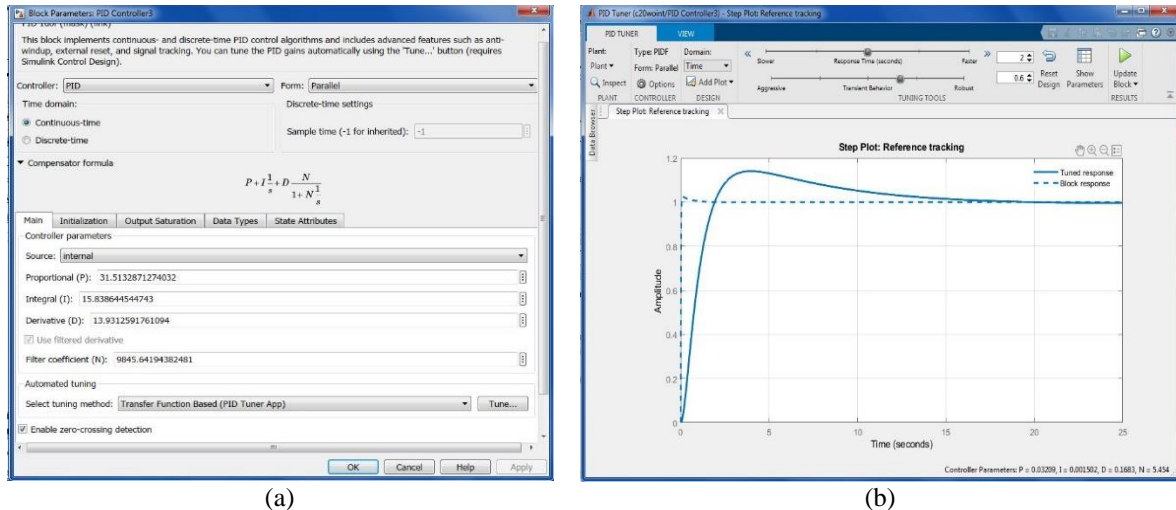 Block Parameters: PID Controller3
PID 1dof (mask) (link)
This block implements continuous- and discrete-time PID control algorithms and includes advanced features such as anti-
windup, external reset, and signal tracking. You can tune the PID gains automatically using the 'Tune...' button (requires
Simulink Control Design).
Controller: PID
Form: Parallel
Time domain:
Continuous-time
Discrete-time
Discrete-time settings
Sample time (-1 for inherited): -1
Compensator formula
P+I 1/s +D N/(1+N 1/s)
Main Initialization Output Saturation Data Types State Attributes
Controller parameters
Source: internal
Proportional (P): 31.5132871274032
Integral (I): 15.838644544743
Derivative (D): 13.9312591761094
Use filtered derivative
Filter coefficient (N): 9845.64194382481
Automated tuning
Select tuning method: Transfer Function Based (PID Tuner App) Tune...
Enable zero-crossing detection
OK Cancel Help Apply
(a)
PID Tuner (c20woint/PID Controller3) - Step Plot: Reference tracking
PID TUNER VIEW
Plant: Type: PIDF Domain:
Plant Form: Parallel Time
Inspect Options Add Plot
PLANT CONTROLLER DESIGN
Slower Response Time (seconds) Faster
2
Aggressive Transient Behavior Robust
0.6
TUNING TOOLS
Reset Design
Show Parameters
Update Block
RESULTS
Data Browser
Step Plot: Reference tracking
Step Plot: Reference tracking
Tuned response
Block response
Amplitude
1.2
1
0.8
0.6
0.4
0.2
0
0 5 10 15 20 25
Time (seconds)
Controller Parameters: P = 0.03209, I = 0.001502, D = 0.1683, N = 5.454
(b)